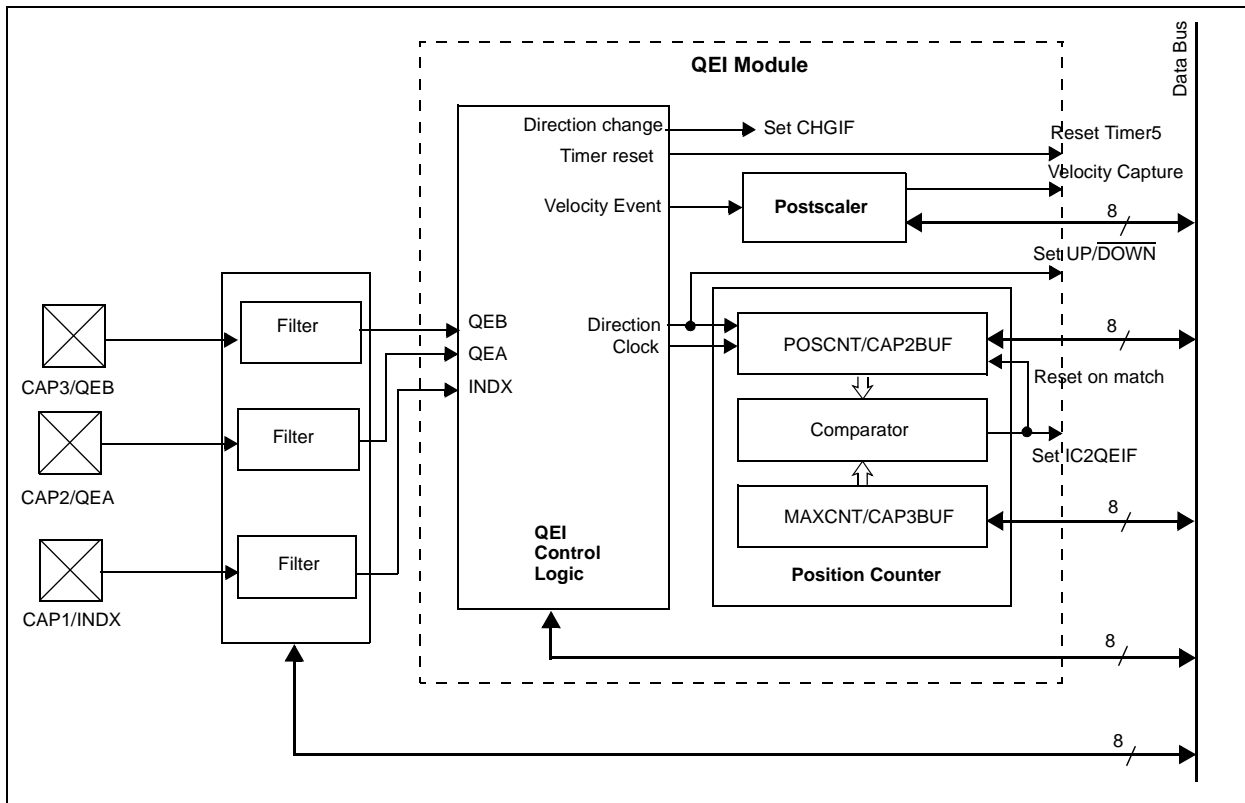 QEI Module
Data Bus
Direction change
Set CHGIF
Reset Timer5
Timer reset
Velocity Capture
Velocity Event
Postscaler
8
Set UP/DOWN
Filter
QEB
Direction
Clock
POSCNT/CAP2BUF
8
CAP3/QEB
QEA
Reset on match
INDX
Filter
Comparator
Set IC2QEIF
CAP2/QEA
MAXCNT/CAP3BUF
8
Filter
QEI
Control
Logic
Position Counter
CAP1/INDX
8
8